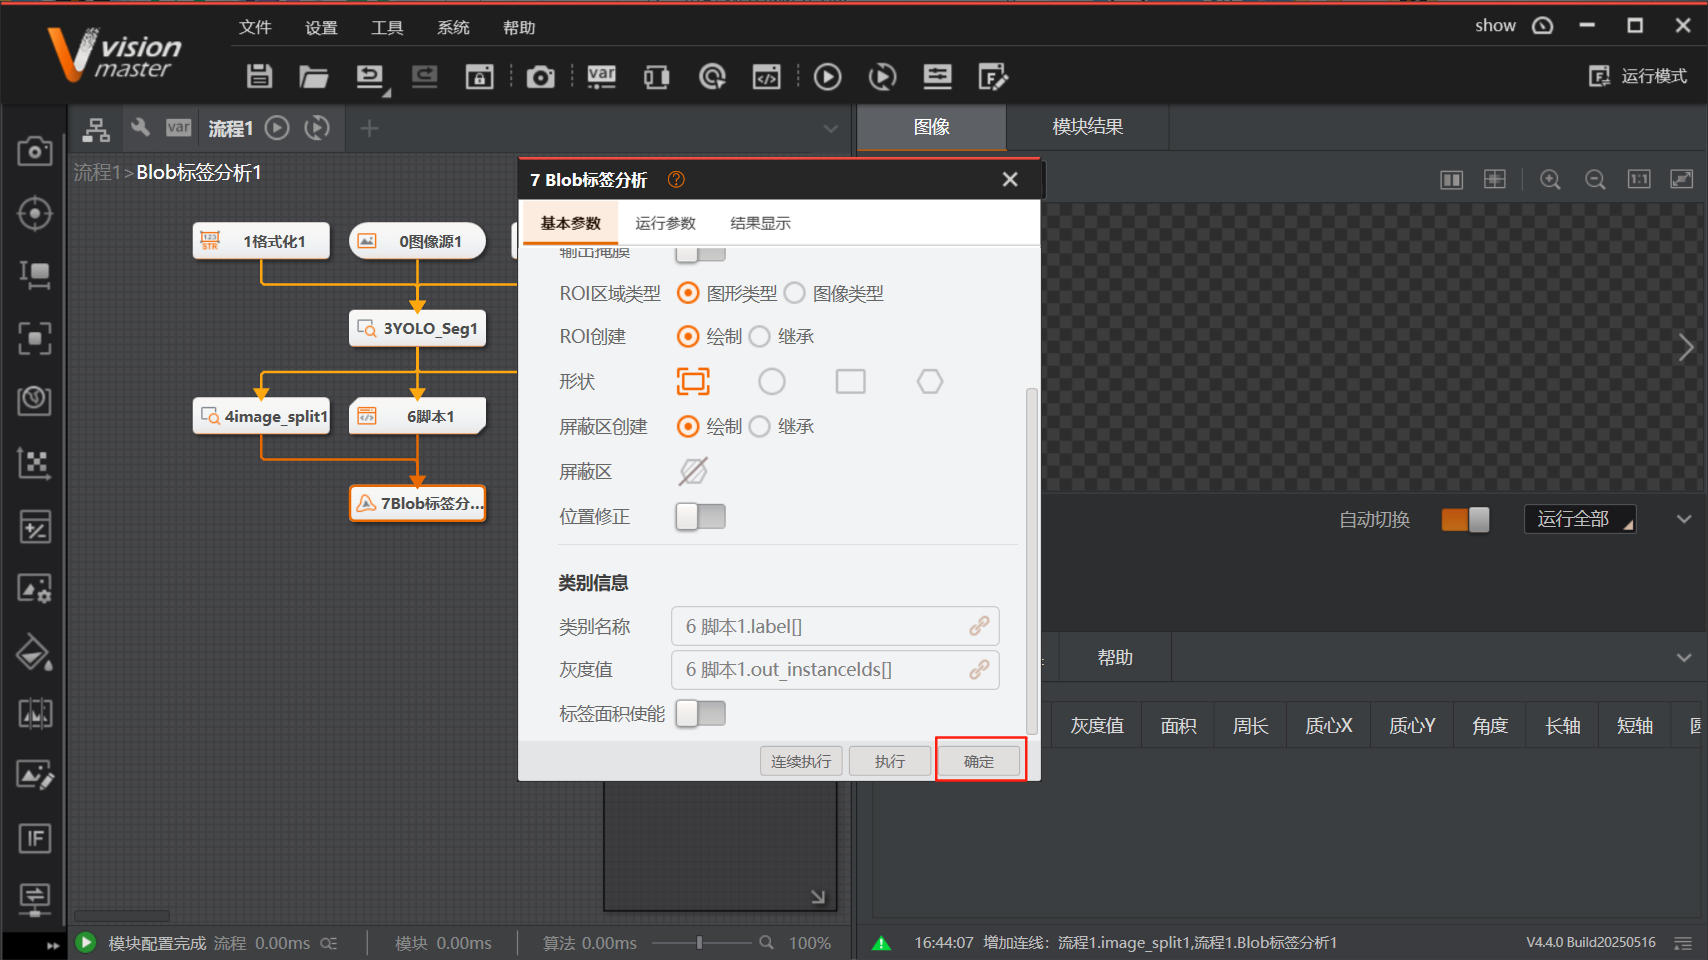 文件 设置 工具 系统 帮助
show
vision
master
var
运行模式
var
流程1
图像 模块结果
流程1>Blob标签分析1
7 Blob标签分析
基本参数 运行参数 结果显示
1格式化1 0图像源1
123
STR
输出掩膜
ROI区域类型 图形类型 图像类型
3YOLO_Seg1
ROI创建 绘制 继承
形状
4image_split1 6脚本1
屏蔽区创建 绘制 继承
屏蔽区
7Blob标签分...
位置修正
自动切换 运行全部
类别信息
类别名称 6 脚本1.label[]
灰度值 6 脚本1.out_instanceIds[]
标签面积使能
帮助
灰度值 面积 周长 质心X 质心Y 角度 长轴 短轴
连续执行 执行 确定
IF
模块配置完成 流程 0.00ms 模块 0.00ms 算法 0.00ms 100%
16:44:07 增加连线：流程1.image_split1,流程1.Blob标签分析1
V4.4.0 Build20250516
1:1